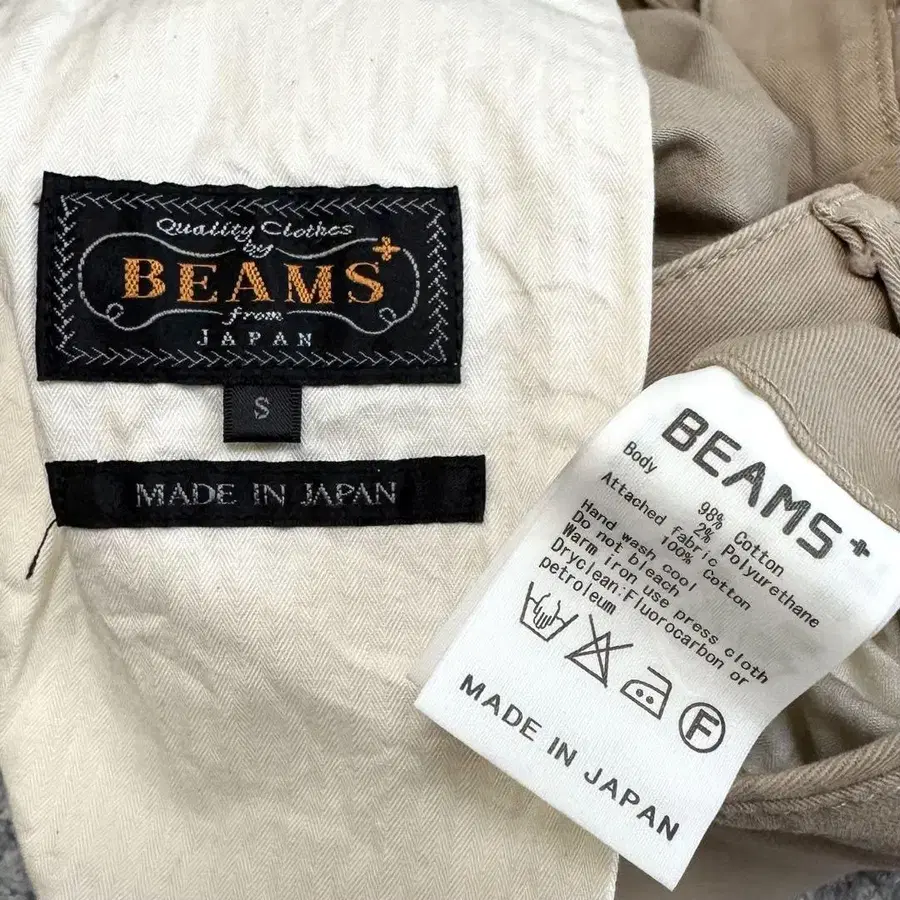 Quality Clothes
by
BEAMS+
from
JAPAN
S
MADE IN JAPAN
BEAMS+
Body 98% Cotton
2% Polyurethane
Attached fabric
100% Cotton
Hand wash cool
Do not bleach
Warm iron use press cloth
Dryclean:Fluorocarbon or
petroleum
F
MADE IN JAPAN